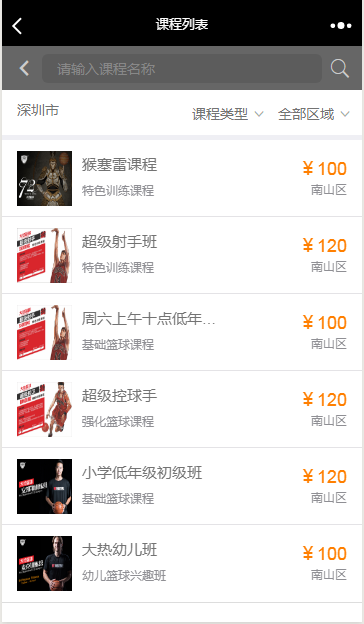 课程列表
请输入课程名称
深圳市 课程类型 全部区域
猴塞雷课程 ¥ 100
特色训练课程 南山区
超级射手班 ¥ 120
特色训练课程 南山区
周六上午十点低年... ¥ 100
基础篮球课程 南山区
超级控球手 ¥ 120
强化篮球课程 南山区
小学低年级初级班 ¥ 120
基础篮球课程 南山区
大热幼儿班 ¥ 100
幼儿篮球兴趣班 南山区